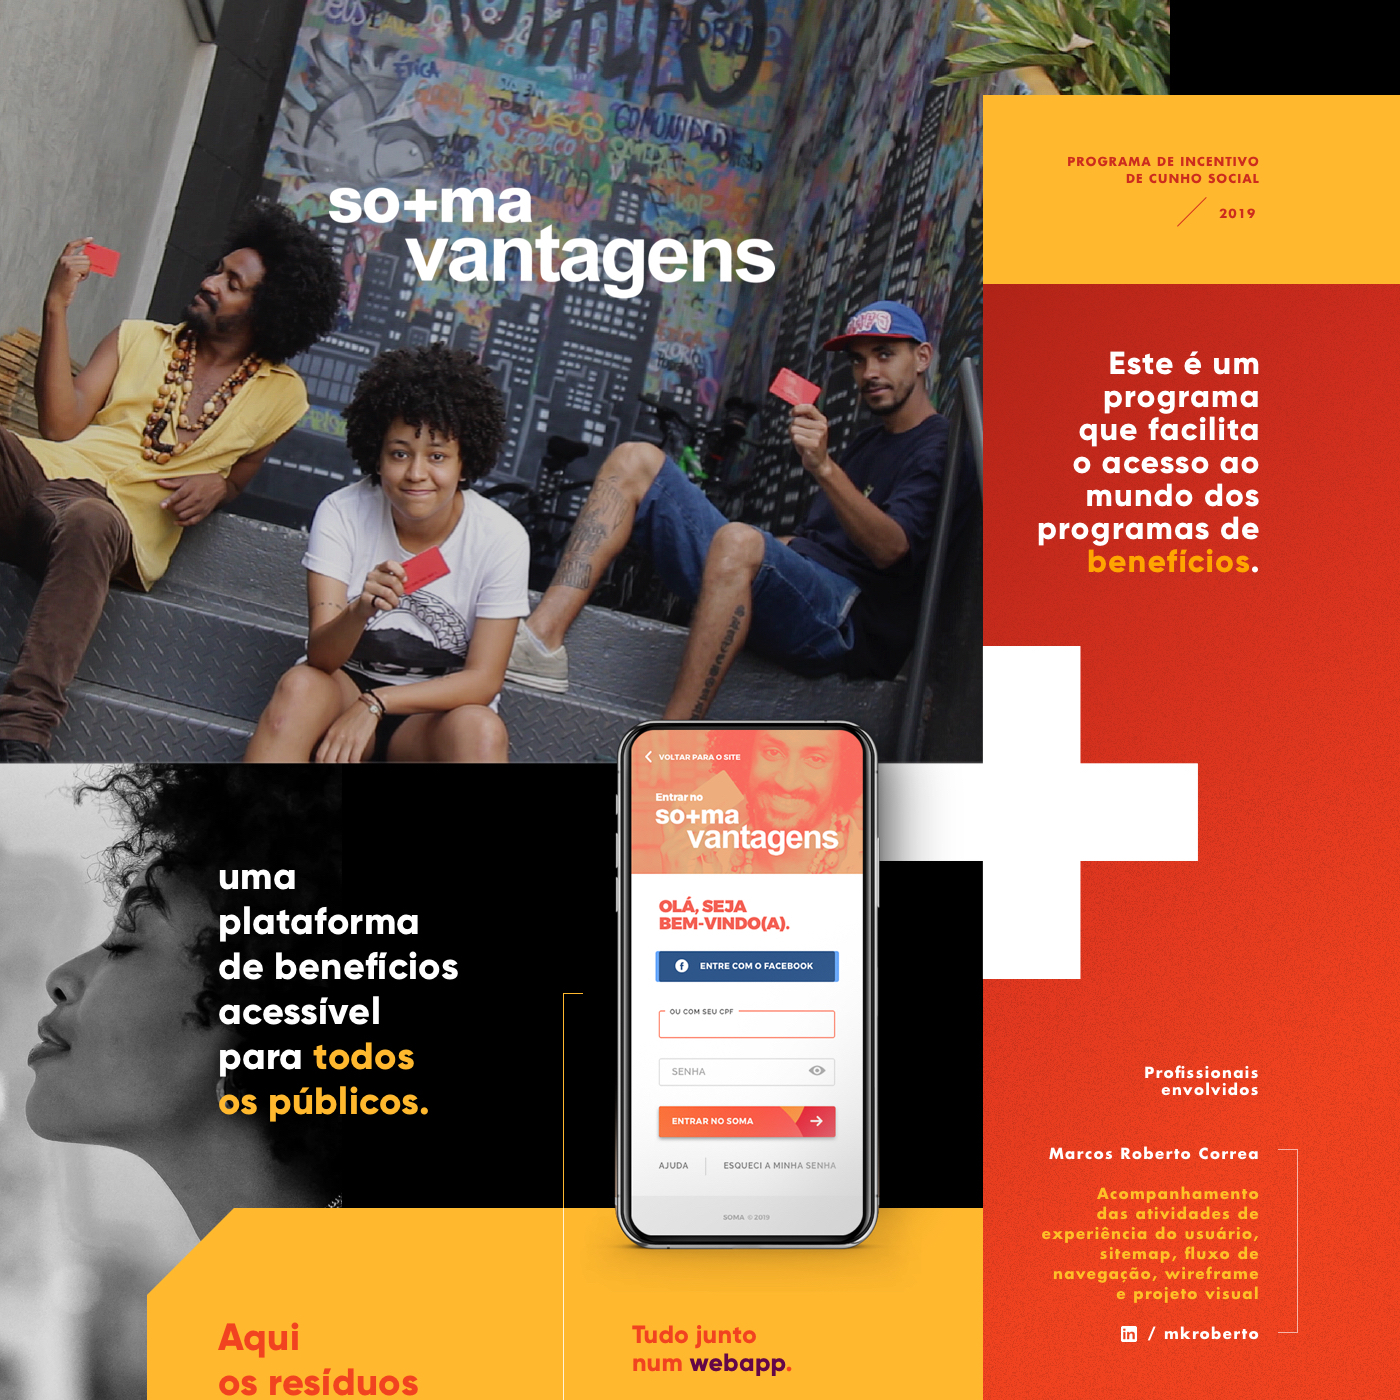 ÉTICA
COMUNIDADE
so+ma
vantagens
PROGRAMA DE INCENTIVO
DE CUNHO SOCIAL
2019
Este é um
programa
que facilita
o acesso ao
mundo dos
programas de
benefícios.
uma
plataforma
de benefícios
acessível
para todos
os públicos.
VOLTAR PARA O SITE
Entrar no
so+ma
vantagens
OLÁ, SEJA
BEM-VINDO(A).
ENTRE COM O FACEBOOK
OU COM SEU CPF
SENHA
ENTRAR NO SOMA
AJUDA
ESQUECI A MINHA SENHA
SOMA © 2019
Profissionais
envolvidos
Marcos Roberto Correa
Acompanhamento
das atividades de
experiência do usuário,
sitemap, fluxo de
navegação, wireframe
e projeto visual
in / mkroberto
Aqui
os resíduos
Tudo junto
num webapp.